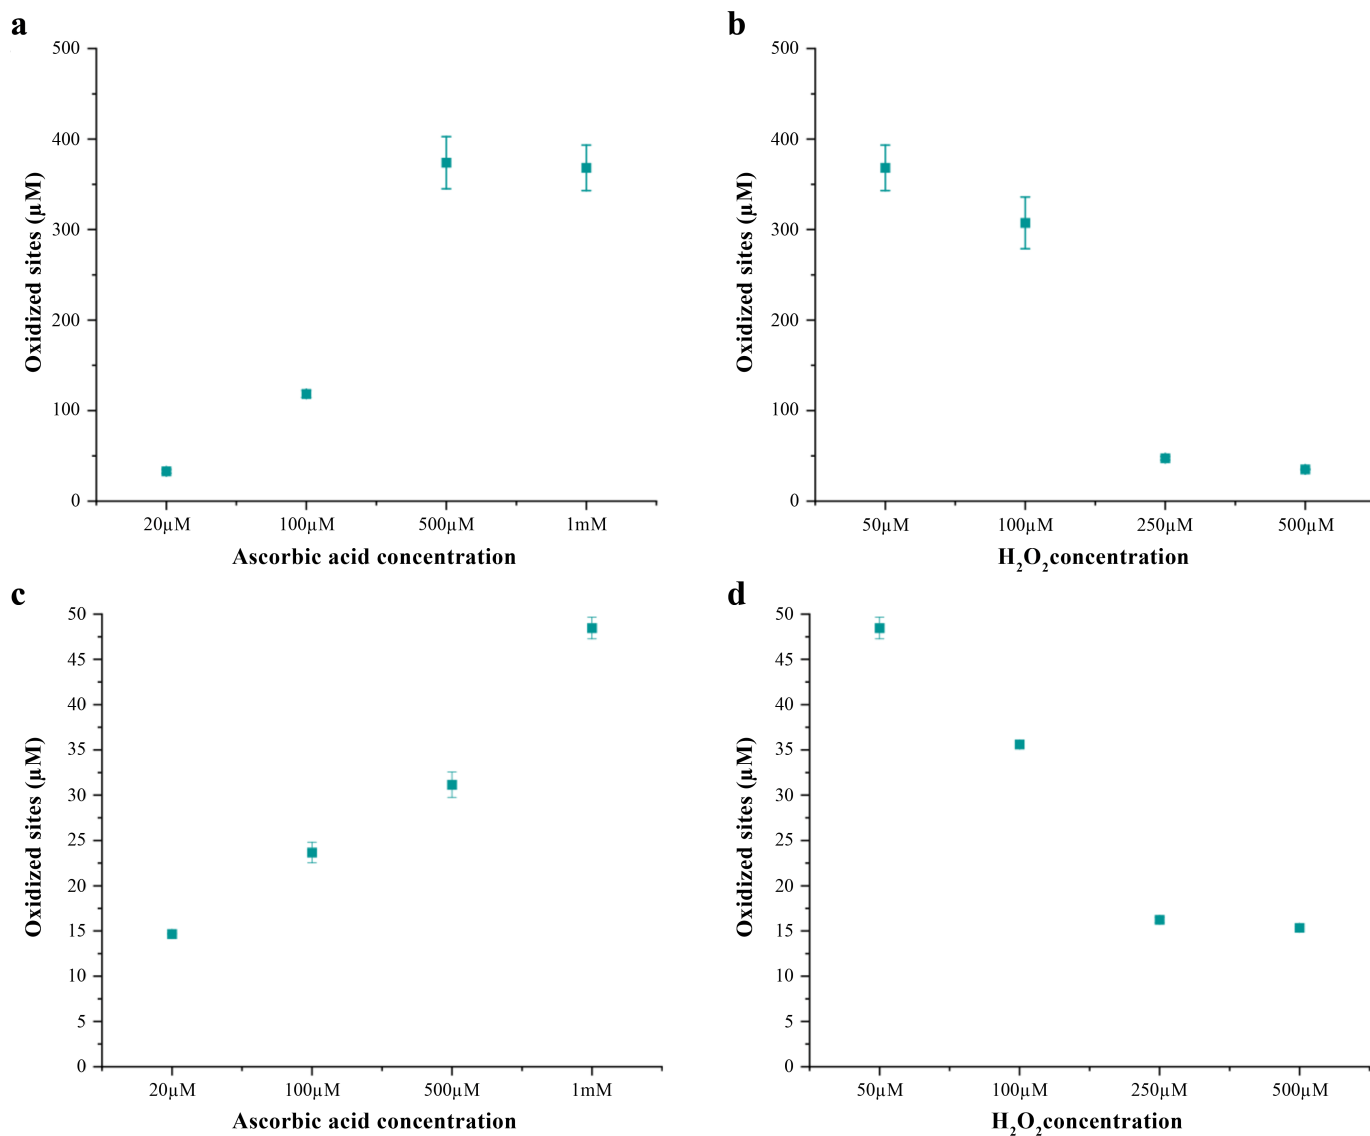 a
500
400
300
200
100
0
Oxidized sites (µM)
20µM 100µM 500µM 1mM
Ascorbic acid concentration
b
500
400
300
200
100
0
Oxidized sites (µM)
50µM 100µM 250µM 500µM
H₂O₂concentration
c
50
45
40
35
30
25
20
15
10
5
0
Oxidized sites (µM)
20µM 100µM 500µM 1mM
Ascorbic acid concentration
d
50
45
40
35
30
25
20
15
10
5
0
Oxidized sites (µM)
50µM 100µM 250µM 500µM
H₂O₂concentration